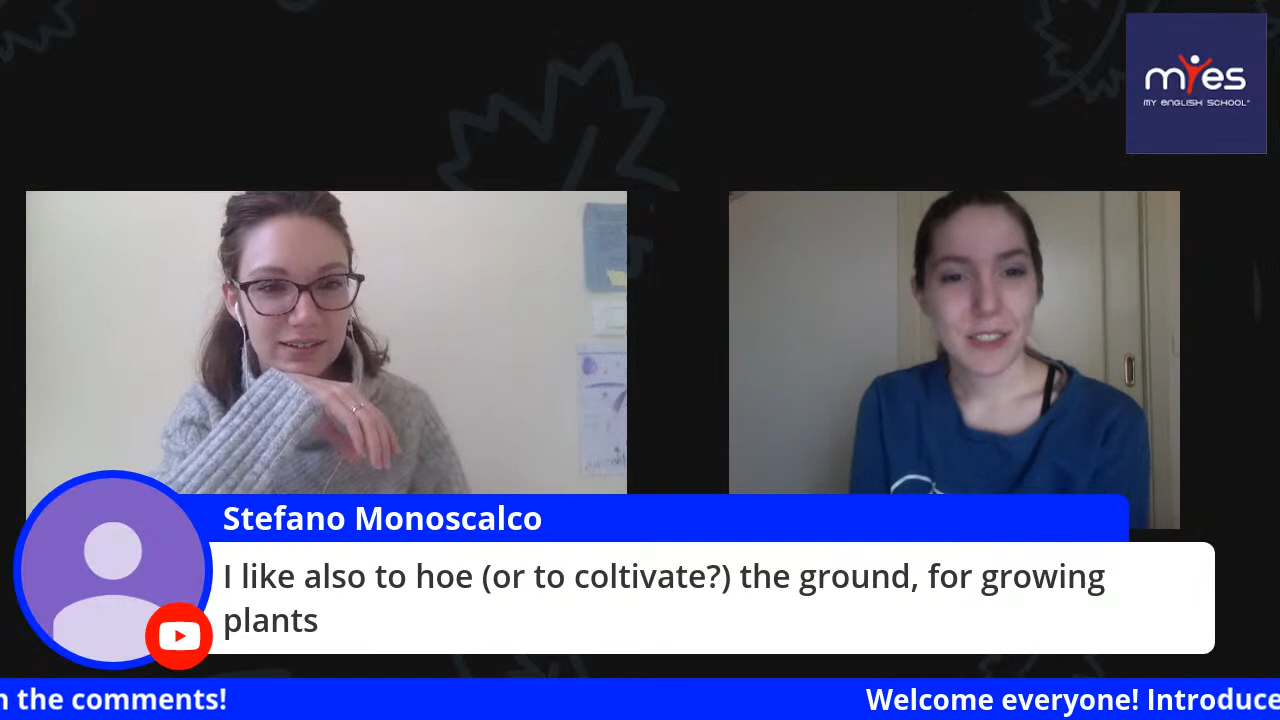 myes
MY ENGLISH SCHOOL
Stefano Monoscalco
I like also to hoe (or to coltivate?) the ground, for growing
plants
n the comments!
Welcome everyone! Introduce